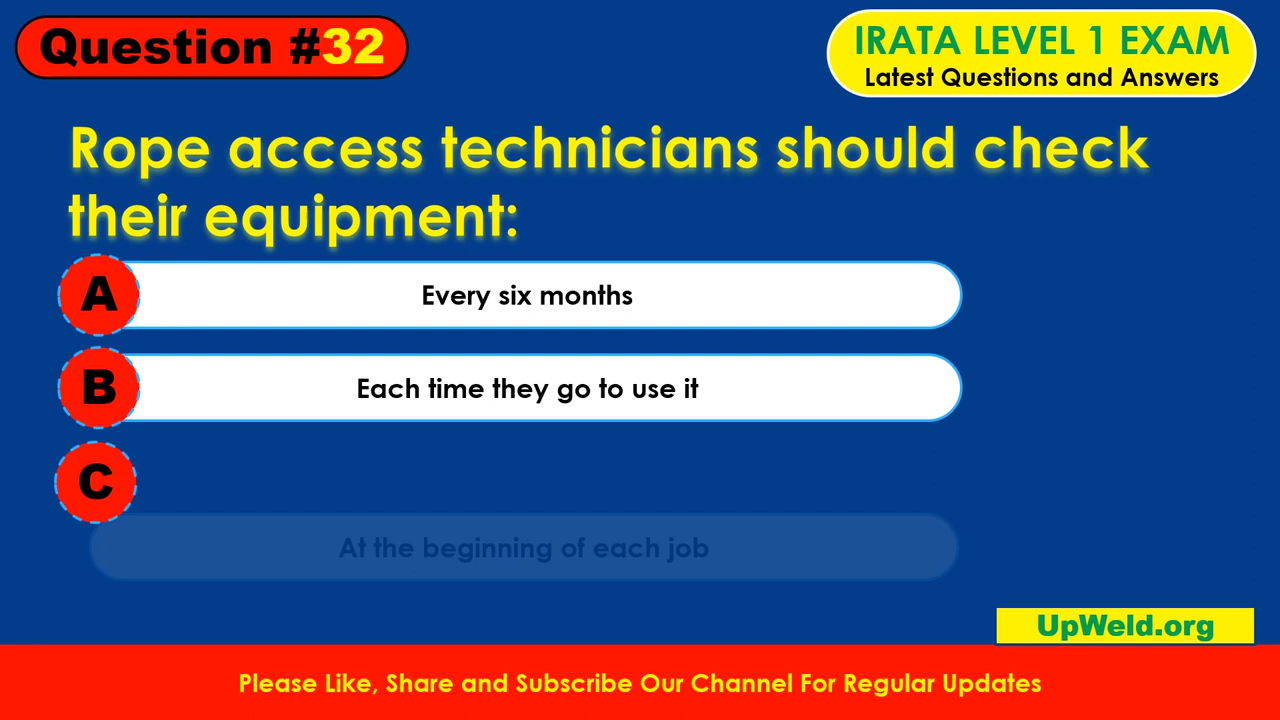 Question #32
IRATA LEVEL 1 EXAM
Latest Questions and Answers
Rope access technicians should check
their equipment:
A
Every six months
B
Each time they go to use it
C
At the beginning of each job
UpWeld.org
Please Like, Share and Subscribe Our Channel For Regular Updates